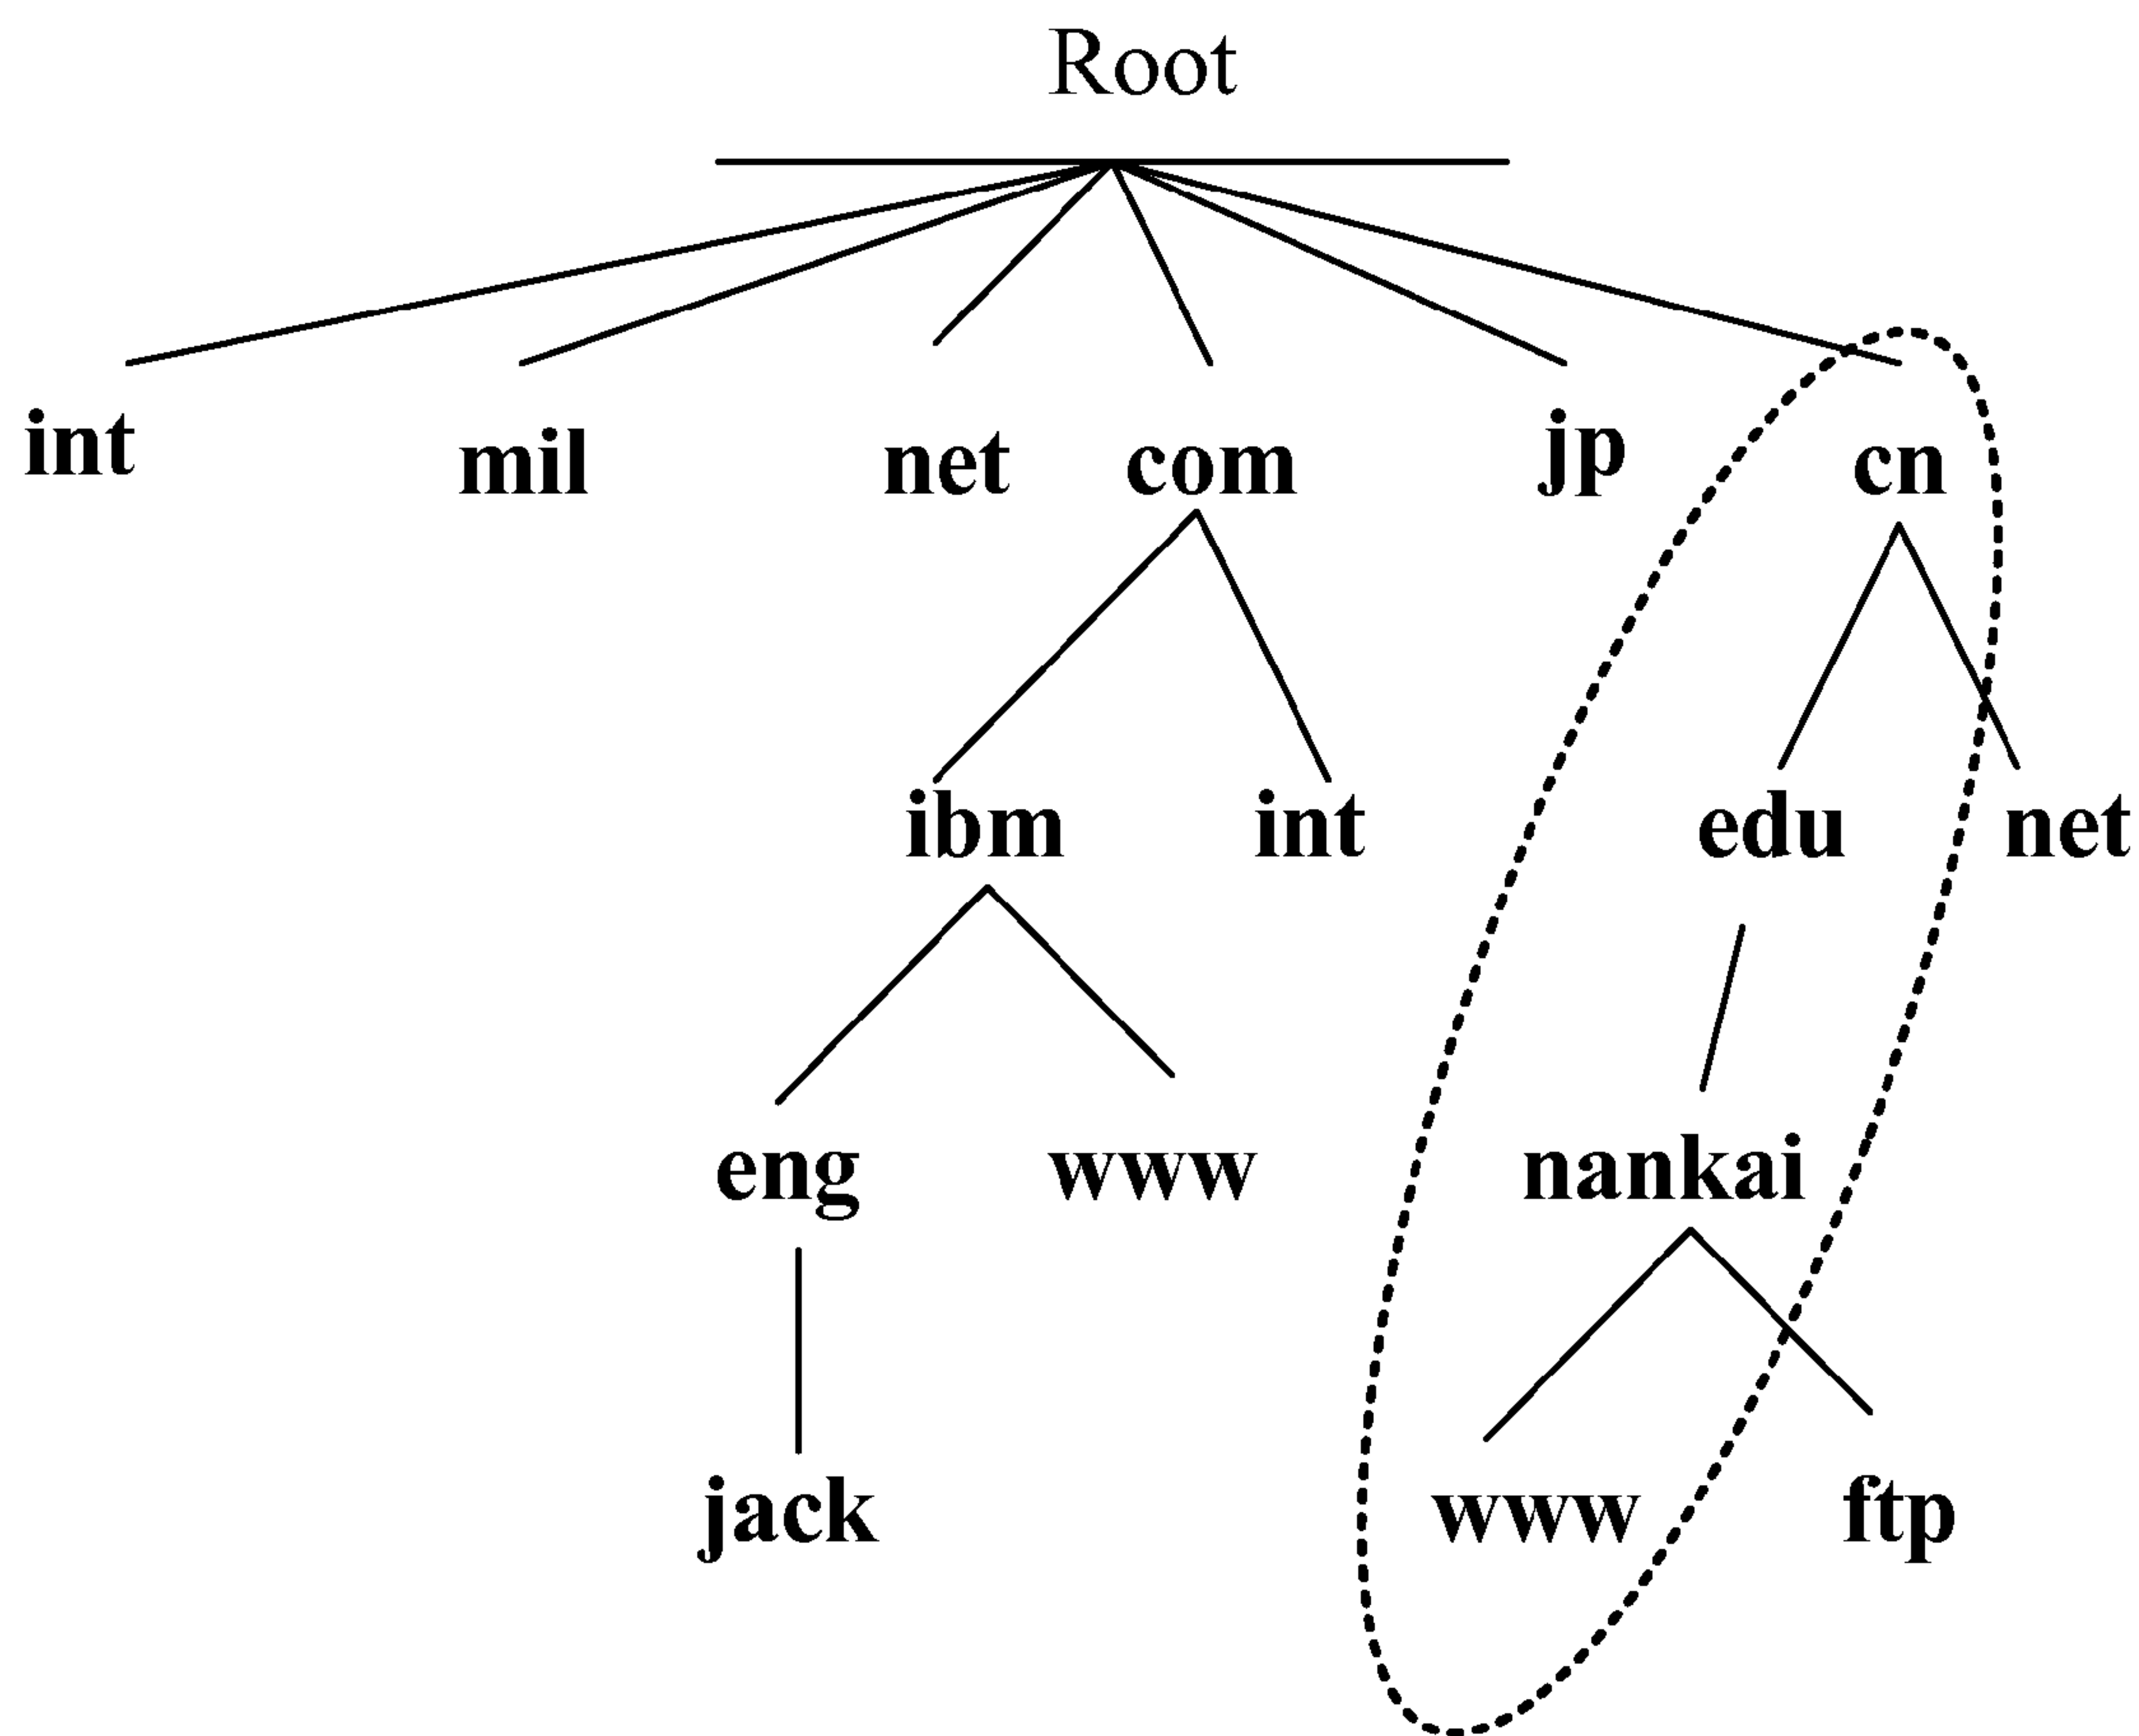 Root
int mil net com jp cn
ibm int edu net
eng www nankai
jack www ftp